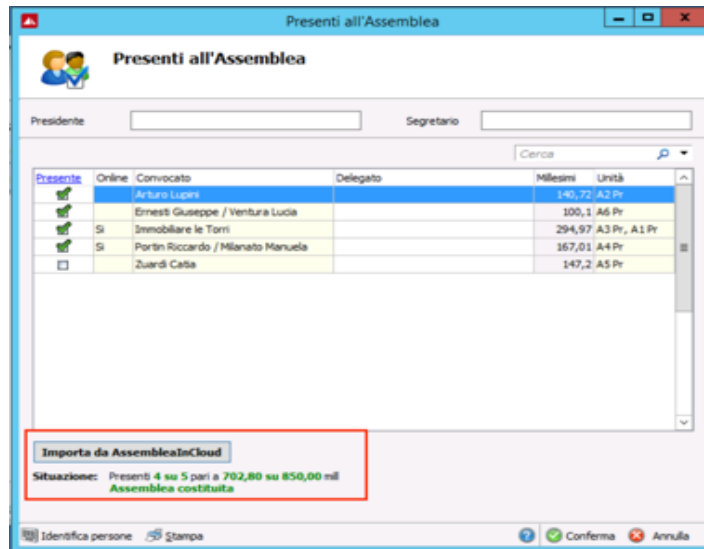 Presenti all'Assemblea
Presenti all'Assemblea
Presidente Segretario
Cerca
Presente Online Convocato Delegato Millesimi Unità
Arturo Lupini 140,72 A2 Pr
Ernesti Giuseppe / Ventura Lucia 100,1 A6 Pr
Si Immobiliare le Torri 294,97 A3 Pr, A1 Pr
Si Portin Riccardo / Milanato Manuela 167,01 A4 Pr
Zuardi Catia 147,2 A5 Pr
Importa da AssembleaInCloud
Situazione: Presenti 4 su 5 pari a 702,80 su 850,00 mil
Assemblea costituita
Identifica persone Stampa Conferma Annulla